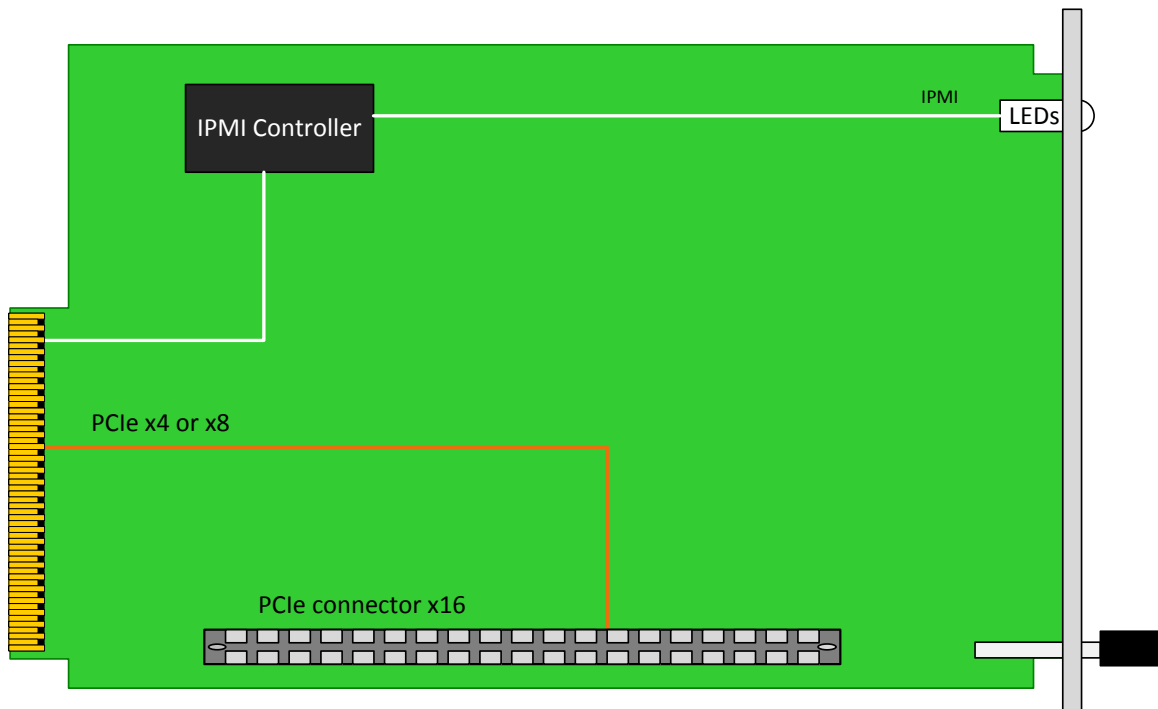 IPMI
IPMI Controller
LEDs
PCIe x4 or x8
PCIe connector x16